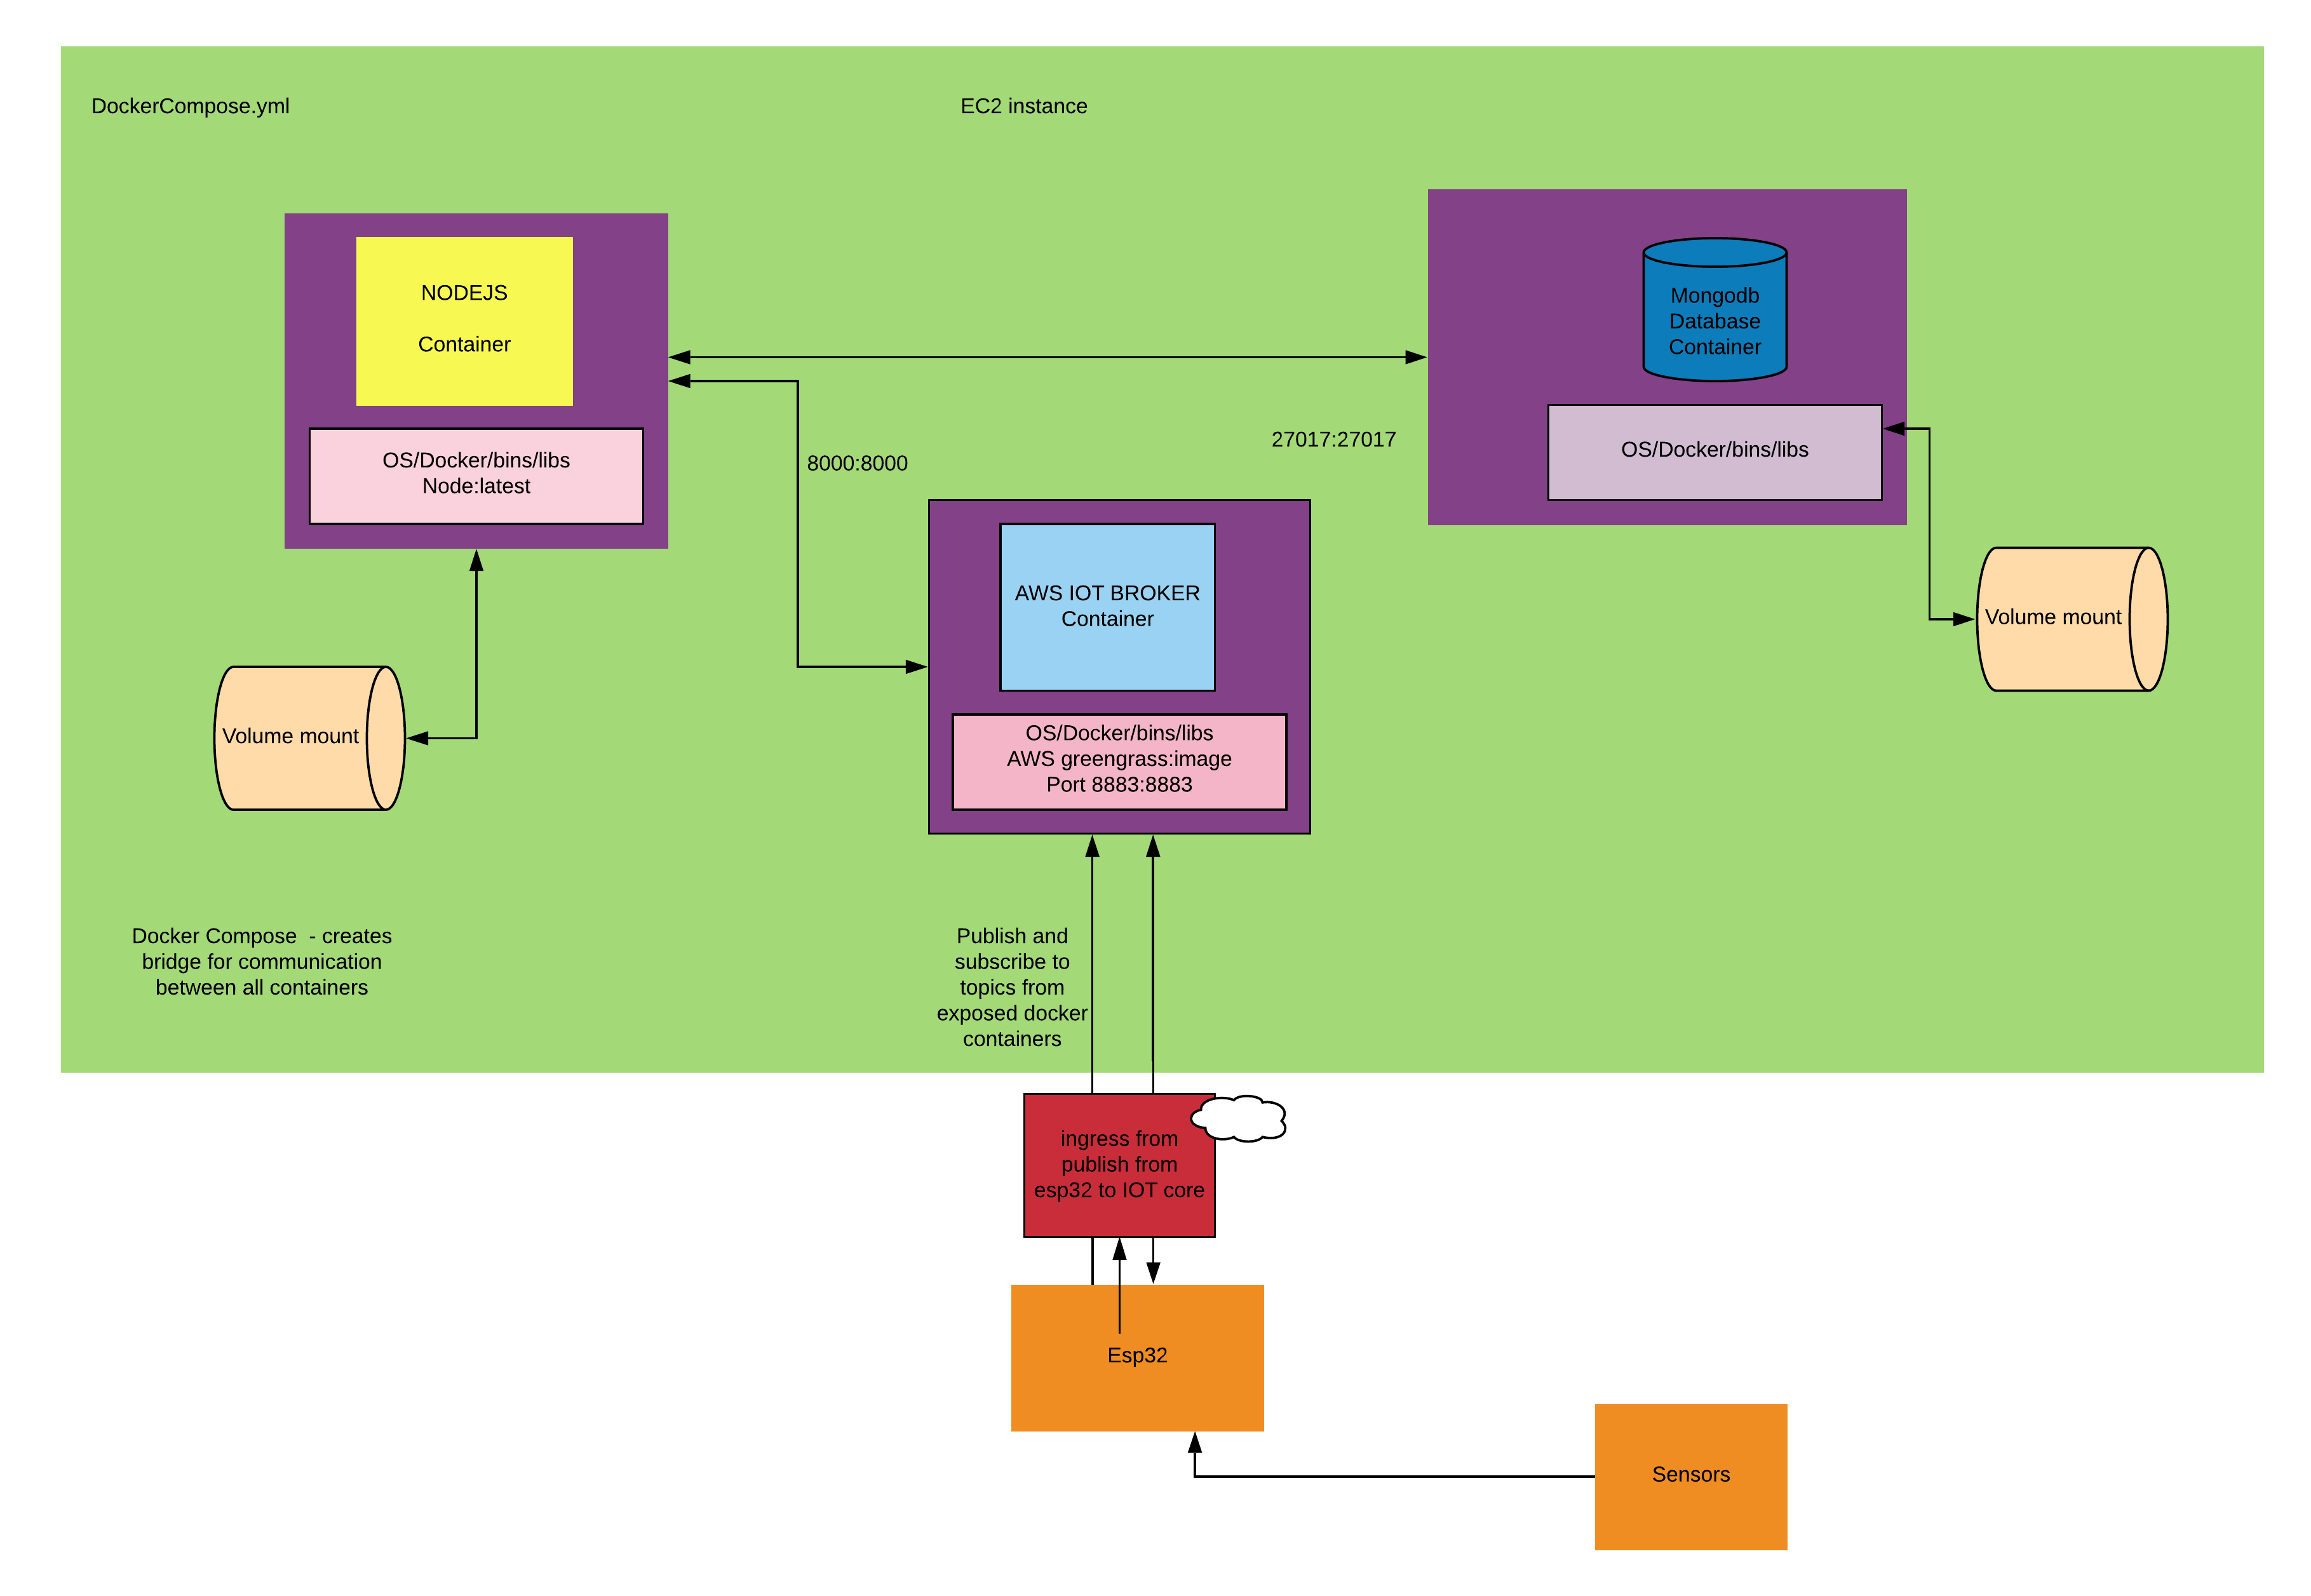 DockerCompose.yml
EC2 instance
NODEJS
Container
OS/Docker/bins/libs
Node:latest
8000:8000
27017:27017
Mongodb
Database
Container
OS/Docker/bins/libs
AWS IOT BROKER
Container
OS/Docker/bins/libs
AWS greengrass:image
Port 8883:8883
Volume mount
Volume mount
Docker Compose  - creates
bridge for communication
between all containers
Publish and
subscribe to
topics from
exposed docker
containers
ingress from
publish from
esp32 to IOT core
Esp32
Sensors